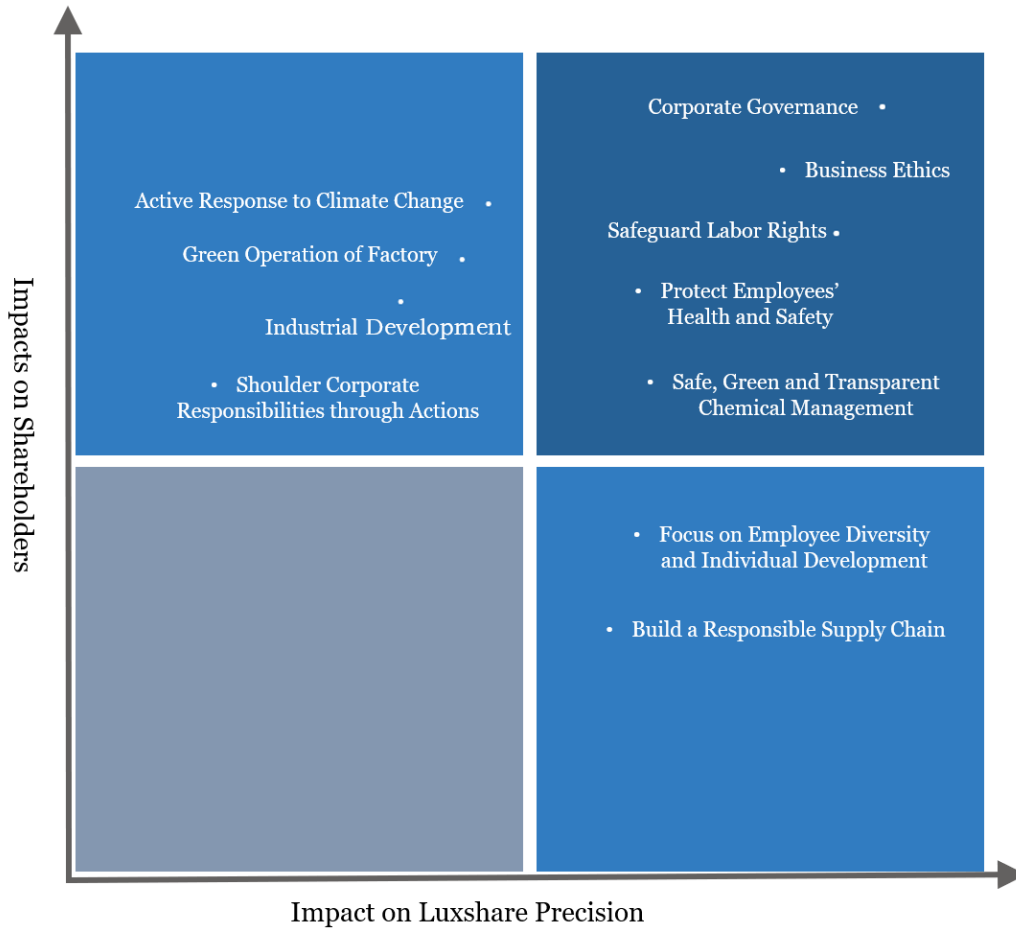 Corporate Governance
Business Ethics
Active Response to Climate Change
Safeguard Labor Rights
Green Operation of Factory
Protect Employees’
Health and Safety
Industrial Development
Shoulder Corporate
Responsibilities through Actions
Safe, Green and Transparent
Chemical Management
Focus on Employee Diversity
and Individual Development
Build a Responsible Supply Chain
Impacts on Shareholders
Impact on Luxshare Precision